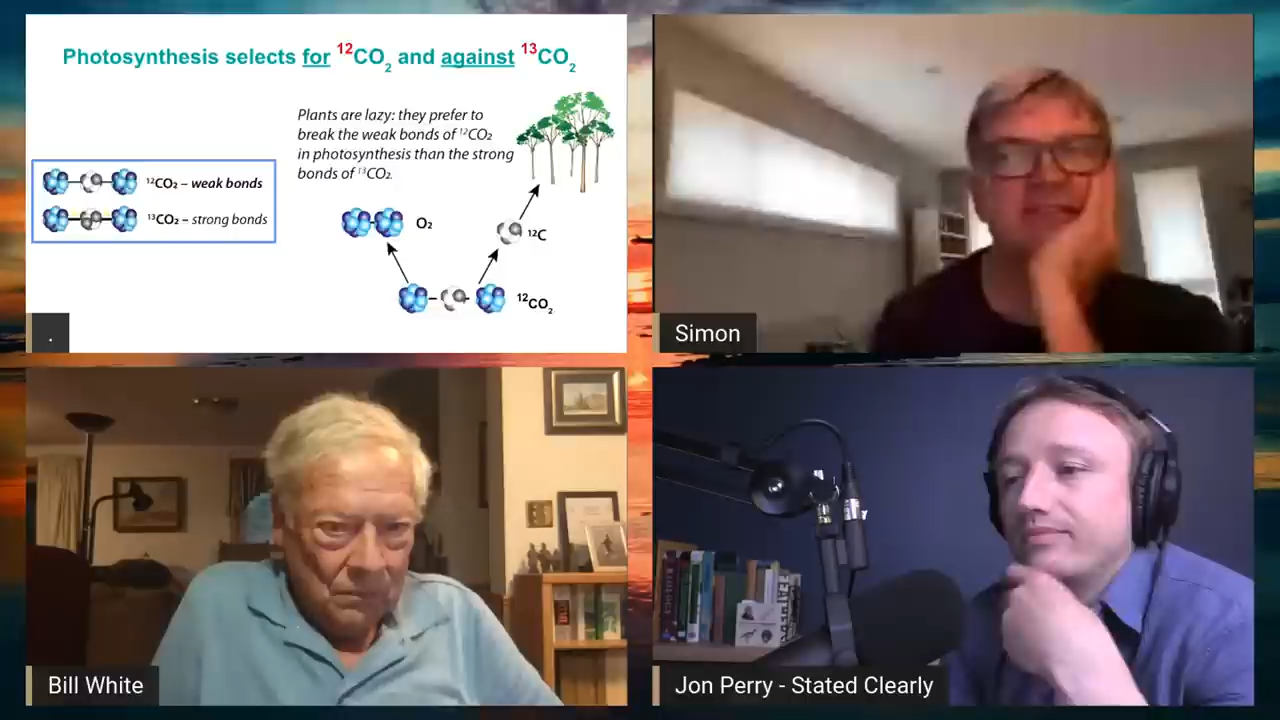 Photosynthesis selects for ¹²CO₂ and against ¹³CO₂
Plants are lazy: they prefer to
break the weak bonds of ¹²CO₂
in photosynthesis than the strong
bonds of ¹³CO₂.
¹²CO₂ – weak bonds
¹³CO₂ – strong bonds
O₂
¹²C
¹²CO₂
.
Simon
Bill White
Jon Perry - Stated Clearly